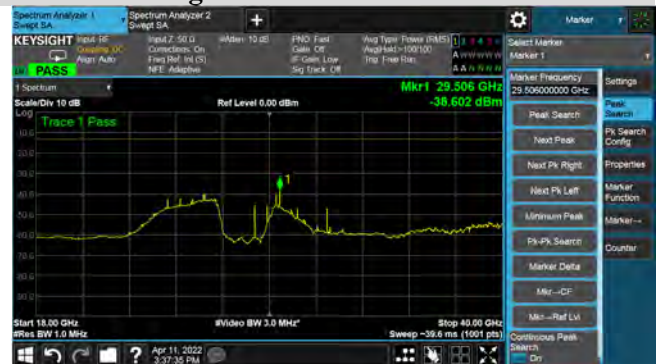 Spectrum Analyzer 1
Swept SA
Spectrum Analyzer 2
Swept SA
+
Marker
KEYSIGHT
Input: RF
Coupling: DC
Align: Auto
Input Z: 50 Ω
Corrections: On
Freq Ref: Int (S)
NFE: Adaptive
#Atten: 10 dB
PNO: Fast
Gate: Off
IF Gain: Low
Sig Track: Off
Avg Type: Power (RMS)
Avg|Hold:>100/100
Trig: Free Run
PASS
Select Marker
Marker 1
1 Spectrum
Scale/Div 10 dB
Ref Level 0.00 dBm
Mkr1 29.506 GHz
-38.602 dBm
Log
Trace 1 Pass
1
Marker Frequency
29.506000000 GHz
Peak Search
Next Peak
Next Pk Right
Next Pk Left
Minimum Peak
Pk-Pk Search
Marker Delta
Mkr→CF
Mkr→Ref Lvl
Continuous Peak
Search
On
Settings
Peak
Search
Pk Search
Config
Properties
Marker
Function
Marker→
Counter
Start 18.00 GHz
#Video BW 3.0 MHz*
Stop 40.00 GHz
#Res BW 1.0 MHz
Sweep ~39.6 ms (1001 pts)
?
Apr 11, 2022
3:37:35 PM